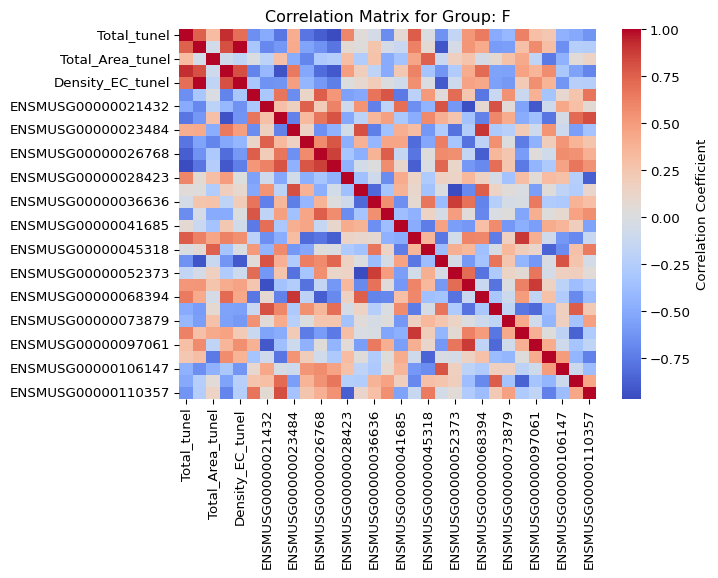 Correlation Matrix for Group: F
Total_tunel
Total_Area_tunel
Density_EC_tunel
ENSMUSG00000021432
ENSMUSG00000023484
ENSMUSG00000026768
ENSMUSG00000028423
ENSMUSG00000036636
ENSMUSG00000041685
ENSMUSG00000045318
ENSMUSG00000052373
ENSMUSG00000068394
ENSMUSG00000073879
ENSMUSG00000097061
ENSMUSG00000106147
ENSMUSG00000110357
Total_tunel
Total_Area_tunel
Density_EC_tunel
ENSMUSG00000021432
ENSMUSG00000023484
ENSMUSG00000026768
ENSMUSG00000028423
ENSMUSG00000036636
ENSMUSG00000041685
ENSMUSG00000045318
ENSMUSG00000052373
ENSMUSG00000068394
ENSMUSG00000073879
ENSMUSG00000097061
ENSMUSG00000106147
ENSMUSG00000110357
1.00
0.75
0.50
0.25
0.00
−0.25
−0.50
−0.75
Correlation Coefficient